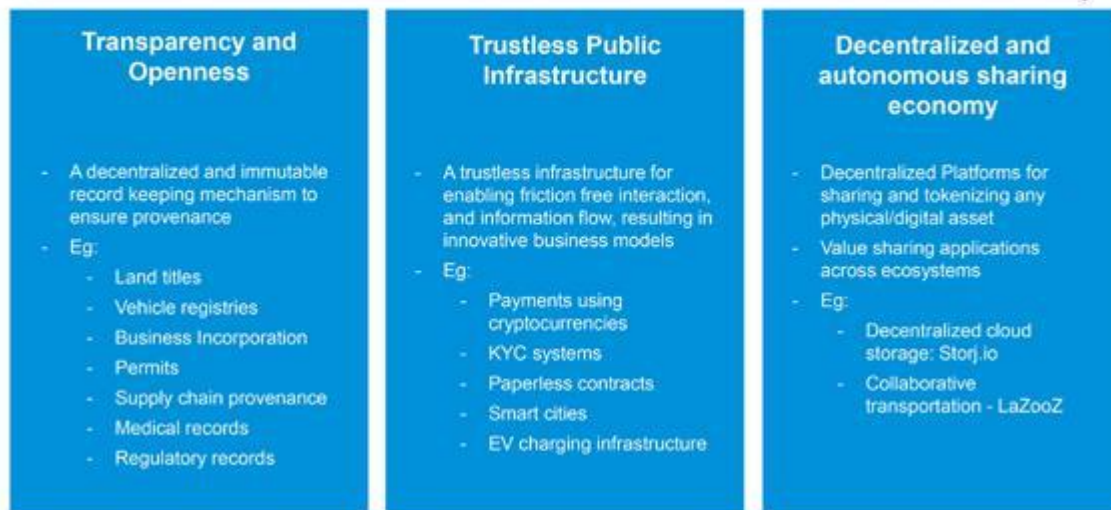 Transparency and
Openness
- A decentralized and immutable
record keeping mechanism to
ensure provenance
- Eg:
- Land titles
- Vehicle registries
- Business Incorporation
- Permits
- Supply chain provenance
- Medical records
- Regulatory records
Trustless Public
Infrastructure
- A trustless infrastructure for
enabling friction free interaction,
and information flow, resulting in
innovative business models
- Eg:
- Payments using
cryptocurrencies
- KYC systems
- Paperless contracts
- Smart cities
- EV charging infrastructure
Decentralized and
autonomous sharing
economy
- Decentralized Platforms for
sharing and tokenizing any
physical/digital asset
- Value sharing applications
across ecosystems
- Eg:
- Decentralized cloud
storage: Storj.io
- Collaborative
transportation - LaZooZ